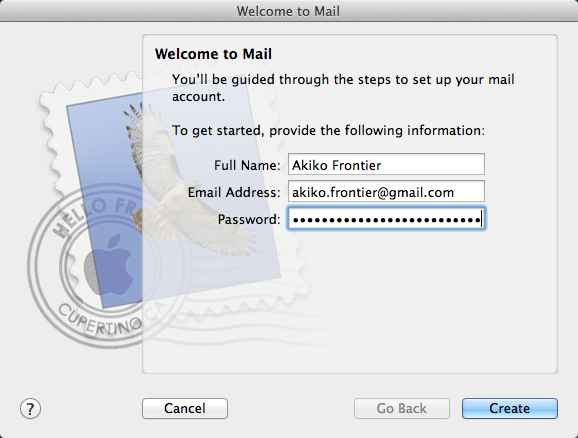 Welcome to Mail
Welcome to Mail
You'll be guided through the steps to set up your mail
account.
To get started, provide the following information:
Full Name: Akiko Frontier
Email Address: akiko.frontier@gmail.com
Password: •••••••••••••••••••••••••••
HELLO FR
CUPERTINO CA
? Cancel Go Back Create